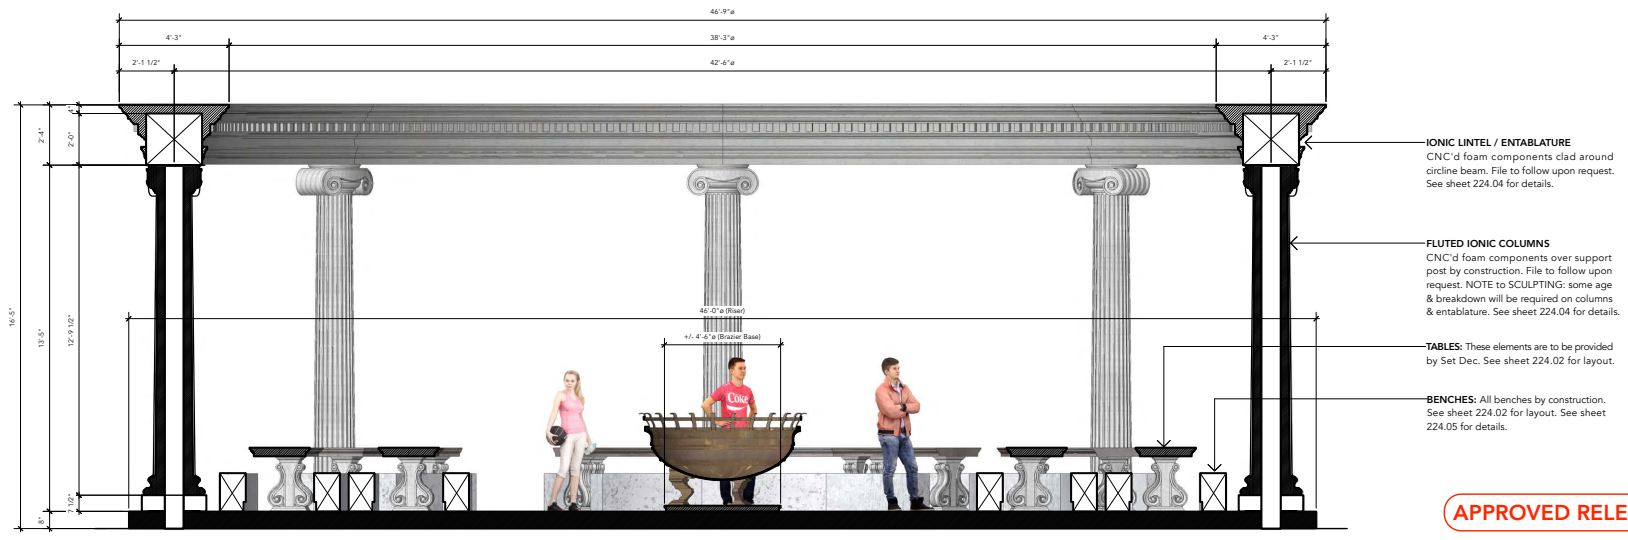 46'-9"ø
4'-3"
38'-3"ø
4'-3"
2'-1 1/2"
42'-6"ø
2'-1 1/2"
4"
2'-4"
2'-0"
16'-5"
13'-5"
12'-9 1/2"
7 1/2"
8"
46'-0"ø (Riser)
+/- 4'-6"ø (Brazier Base)
Coke
IONIC LINTEL / ENTABLATURE
CNC'd foam components clad around
circline beam. File to follow upon request.
See sheet 224.04 for details.
FLUTED IONIC COLUMNS
CNC'd foam components over support
post by construction. File to follow upon
request. NOTE to SCULPTING: some age
& breakdown will be required on columns
& entablature. See sheet 224.04 for details.
TABLES: These elements are to be provided
by Set Dec. See sheet 224.02 for layout.
BENCHES: All benches by construction.
See sheet 224.02 for layout. See sheet
224.05 for details.
APPROVED RELE